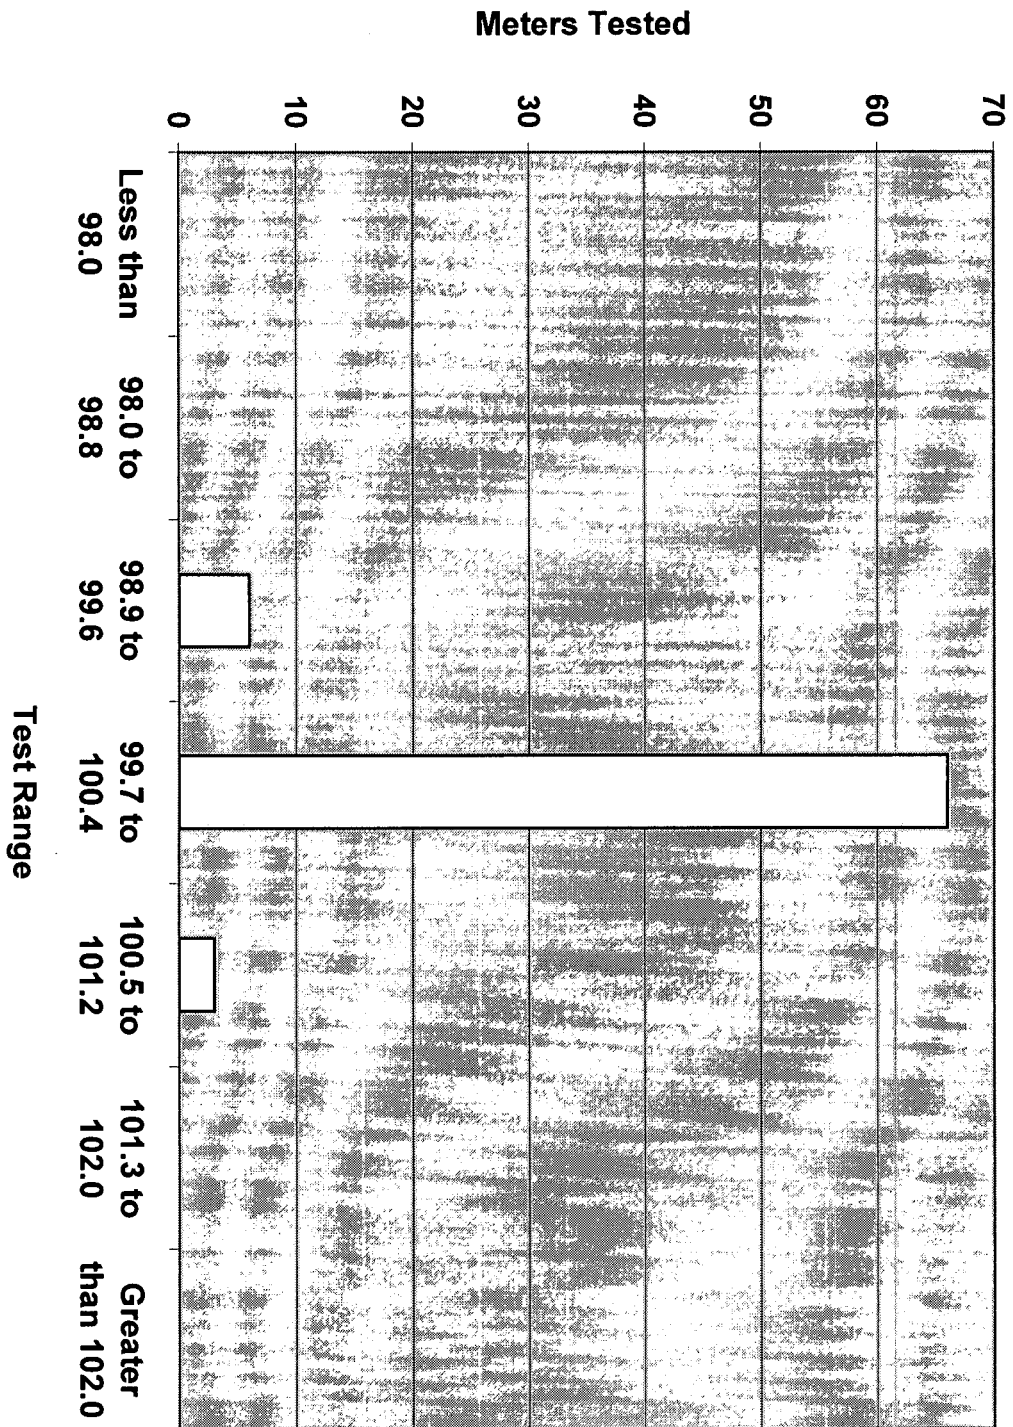 Meters Tested
70
60
50
40
30
20
10
0
Less than
98.0
98.0 to
98.8
98.9 to
99.6
99.7 to
100.4
100.5 to
101.2
101.3 to
102.0
Greater
than 102.0
Test Range